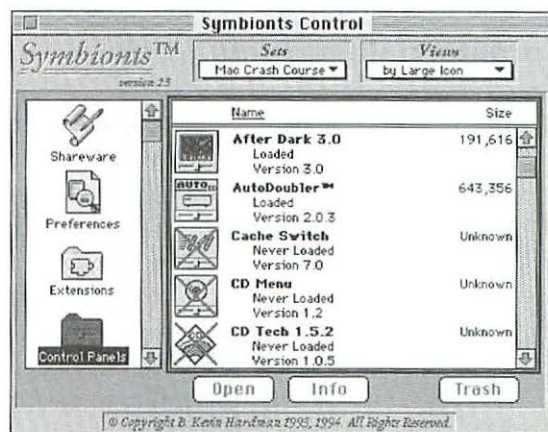 Symbionts Control
Symbionts™
version 2.3
Sets
Mac Crash Course
Views
by Large Icon
Shareware
Preferences
Extensions
Control Panels
Name Size
After Dark 3.0 191,616
Loaded
Version 3.0
AUTO
AutoDoubler™ 643,356
Loaded
Version 2.0.3
Cache Switch Unknown
Never Loaded
Version 7.0
CD Menu Unknown
Never Loaded
Version 1.2
CD
CD Tech 1.5.2 Unknown
Never Loaded
Version 1.0.5
Open Info Trash
© Copyright B. Kevin Hardman 1993, 1994. All Rights Reserved.